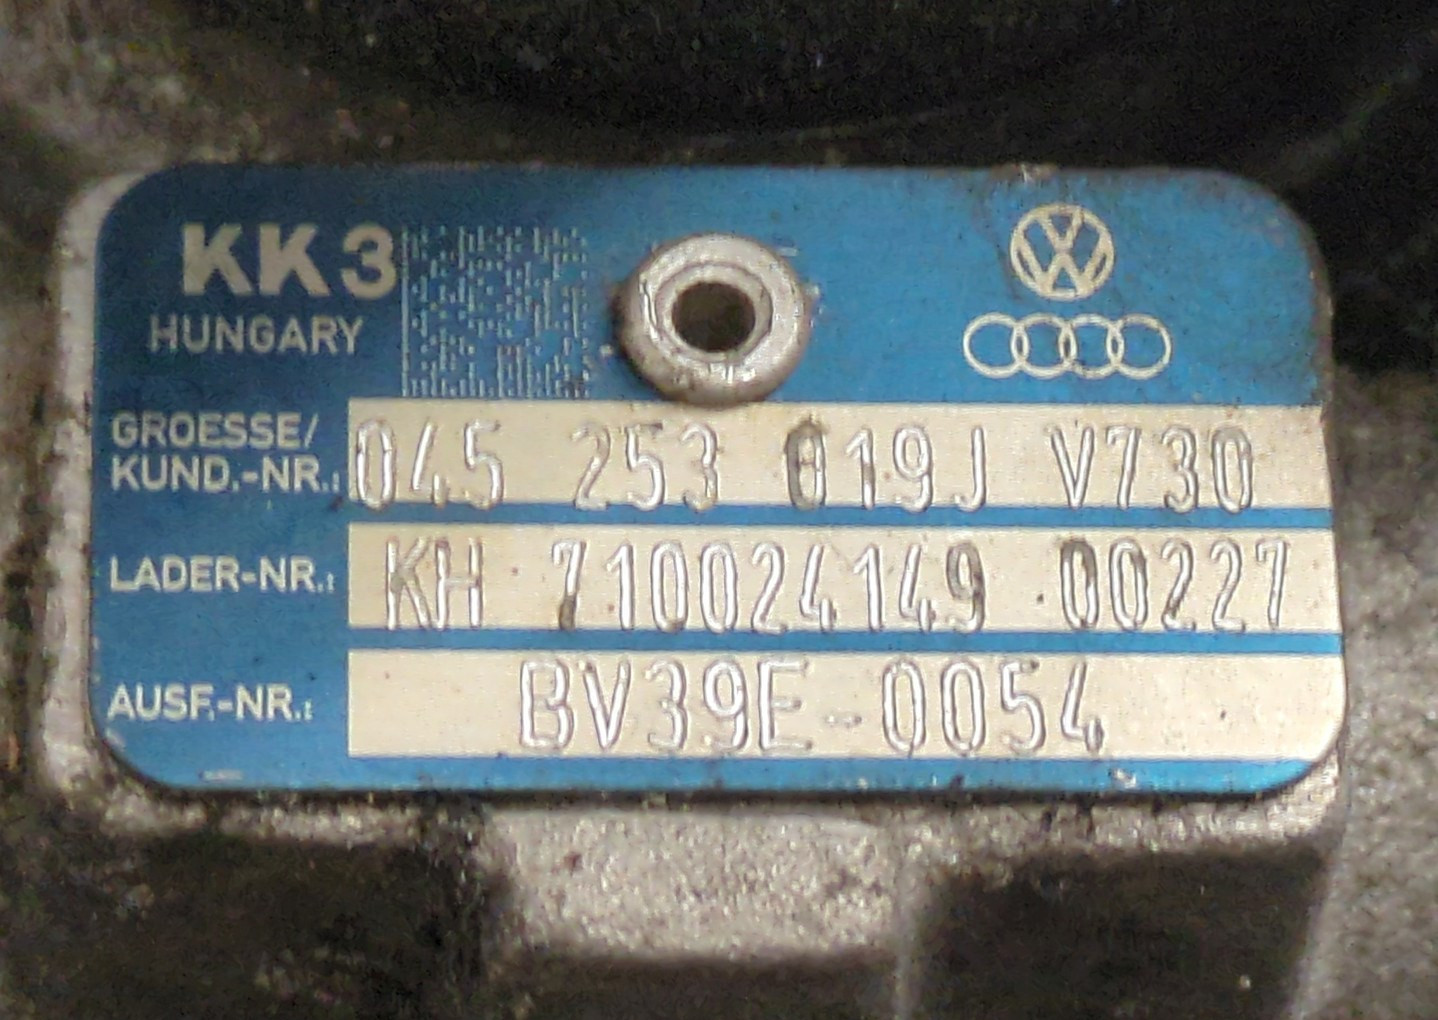 KK3
HUNGARY
GROESSE/
KUND.-NR.: 045 253 019J V730
LADER-NR.: KH 710024149 00227
AUSF.-NR.: BV39E-0054